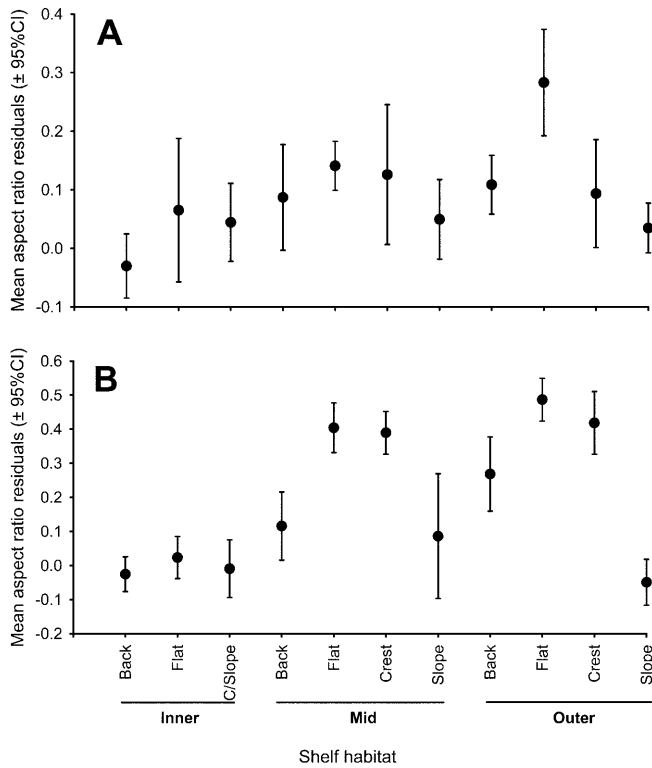 A
Mean aspect ratio residuals (± 95%CI)
0.4
0.3
0.2
0.1
0.0
-0.1
B
Mean aspect ratio residuals (± 95%CI)
0.6
0.5
0.4
0.3
0.2
0.1
0.0
-0.1
-0.2
Back
Flat
C/Slope
Back
Flat
Crest
Slope
Back
Flat
Crest
Slope
Inner
Mid
Outer
Shelf habitat